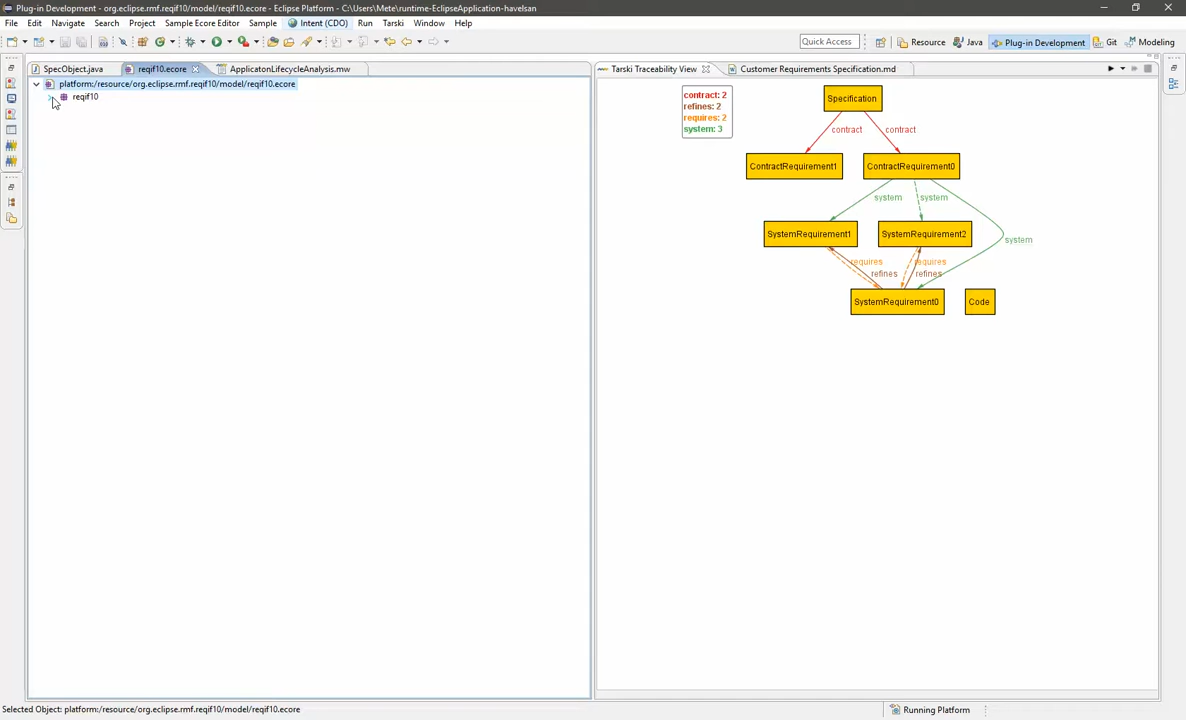 Plug-in Development - org.eclipse.rmf.reqif10/model/reqif10.ecore - Eclipse Platform - C:\Users\Mete\runtime-EclipseApplication-havelsan
File Edit Navigate Search Project Sample Ecore Editor Sample Intent (CDO) Run Tarski Window Help
Quick Access Resource Java Plug-in Development Git Modeling
SpecObject.java reqif10.ecore ApplicatonLifecycleAnalysis.mw
platform:/resource/org.eclipse.rmf.reqif10/model/reqif10.ecore
reqif10
Tarski Traceability View Customer Requirements Specification.md
contract: 2
refines: 2
requires: 2
system: 3
Specification
contract contract
ContractRequirement1 ContractRequirement0
system system
SystemRequirement1 SystemRequirement2
system
requires requires
refines refines
SystemRequirement0 Code
Selected Object: platform:/resource/org.eclipse.rmf.reqif10/model/reqif10.ecore
Running Platform